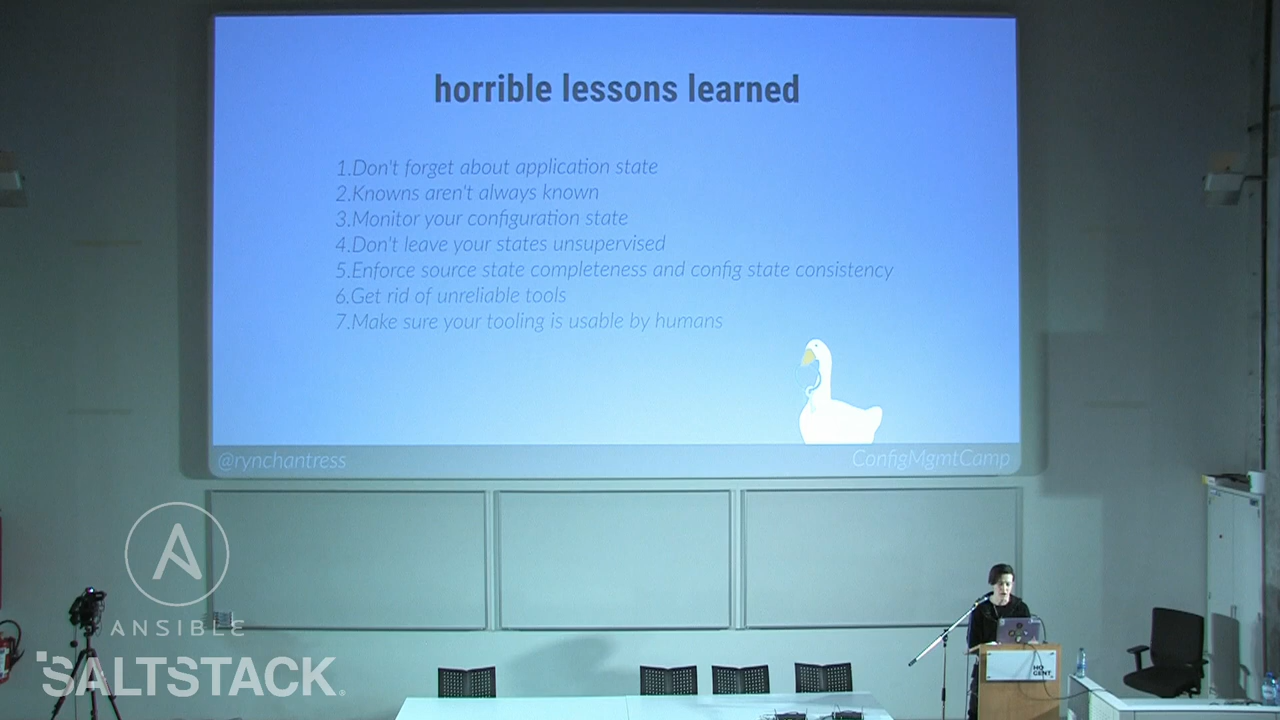 horrible lessons learned
1.Don't forget about application state
2.Knowns aren't always known
3.Monitor your configuration state
4.Don't leave your states unsupervised
5.Enforce source state completeness and config state consistency
6.Get rid of unreliable tools
7.Make sure your tooling is usable by humans
@rynchantress
ConfigMgmtCamp
ANSIBLE
SALTSTACK.
HO
GENT